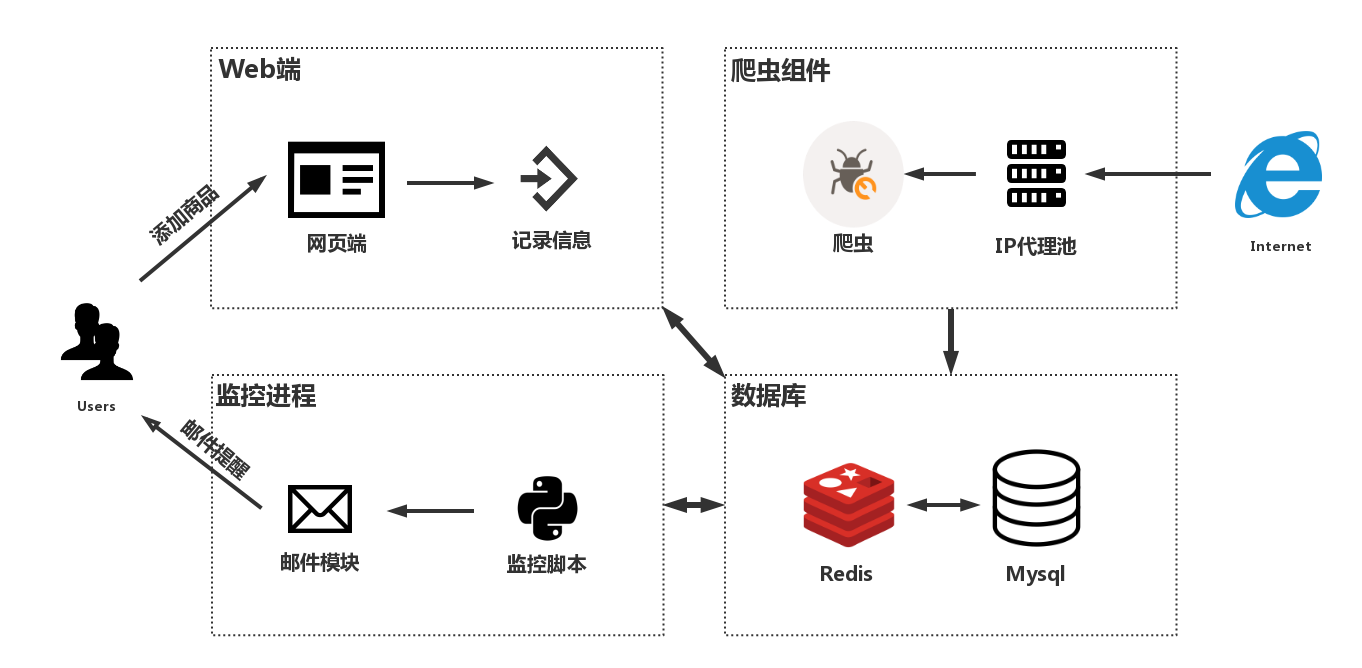 Web端
爬虫组件
添加商品
网页端
记录信息
爬虫
IP代理池
Internet
Users
监控进程
数据库
邮件提醒
邮件模块
监控脚本
Redis
Mysql